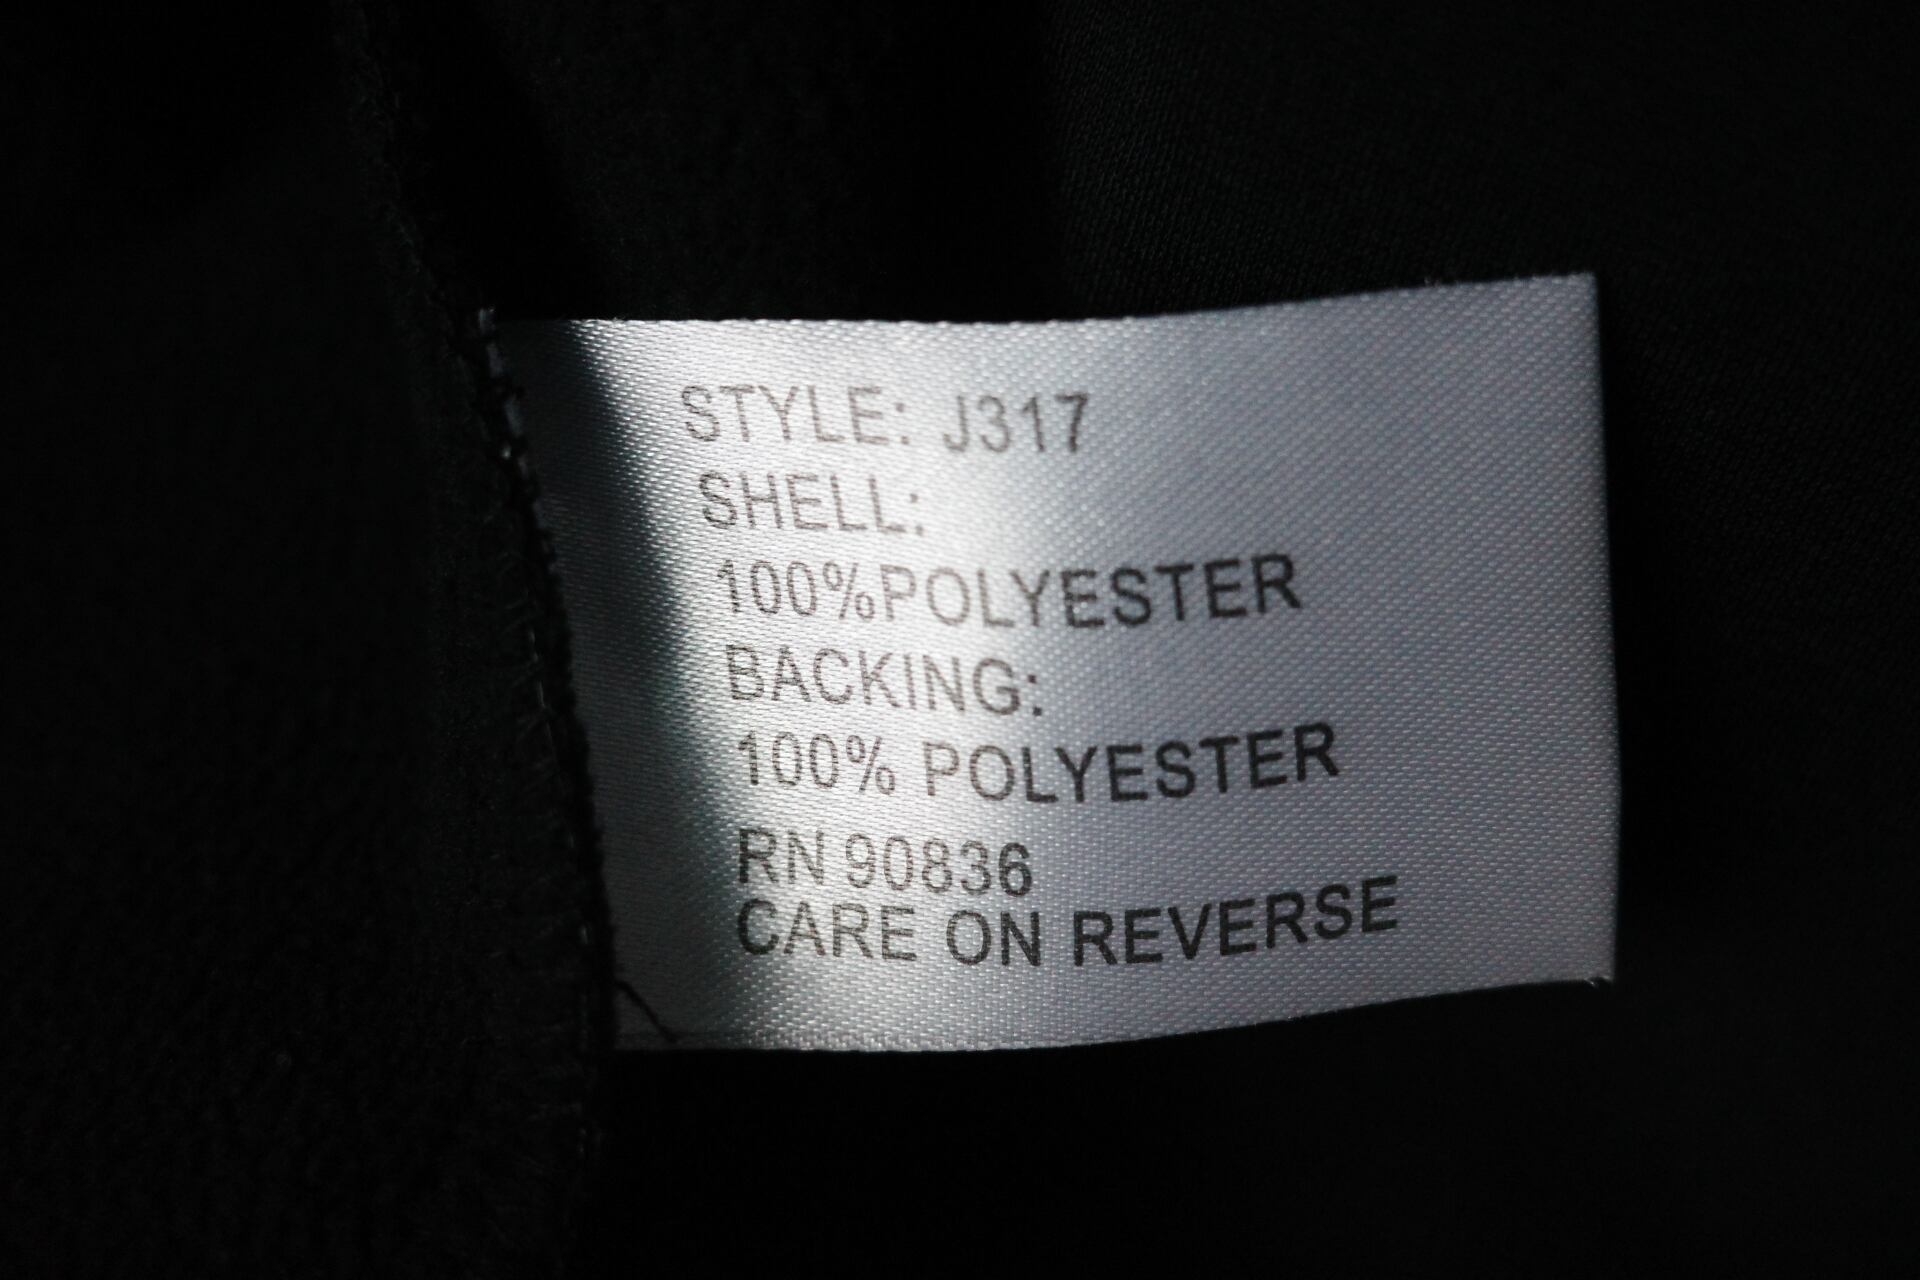 STYLE: J317
SHELL:
100%POLYESTER
BACKING:
100% POLYESTER
RN 90836
CARE ON REVERSE